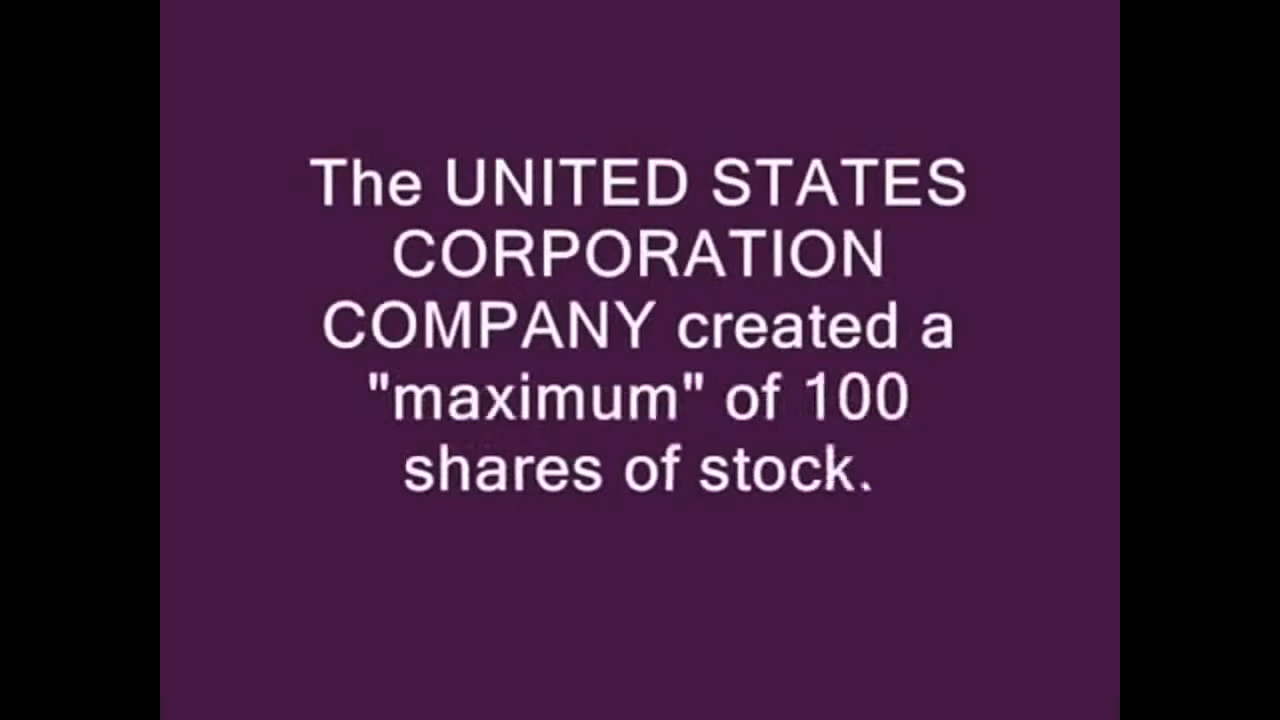 The UNITED STATES
CORPORATION
COMPANY created a
"maximum" of 100
shares of stock.